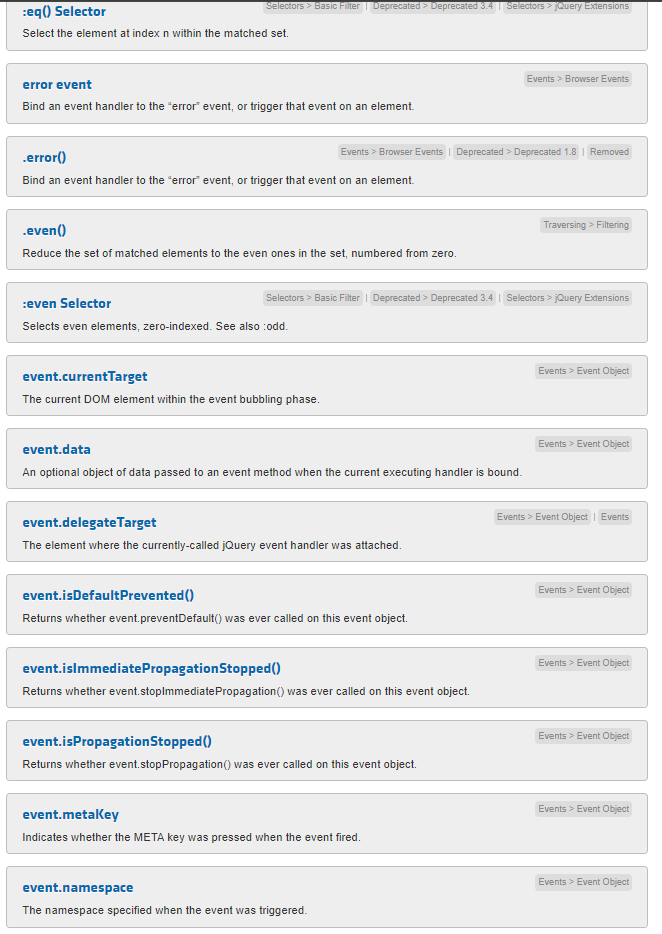 :eq() Selector
Selectors > Basic Filter | Deprecated > Deprecated 3.4 | Selectors > jQuery Extensions
Select the element at index n within the matched set.
error event
Events > Browser Events
Bind an event handler to the “error” event, or trigger that event on an element.
.error()
Events > Browser Events | Deprecated > Deprecated 1.8 | Removed
Bind an event handler to the “error” event, or trigger that event on an element.
.even()
Traversing > Filtering
Reduce the set of matched elements to the even ones in the set, numbered from zero.
:even Selector
Selectors > Basic Filter | Deprecated > Deprecated 3.4 | Selectors > jQuery Extensions
Selects even elements, zero-indexed. See also :odd.
event.currentTarget
Events > Event Object
The current DOM element within the event bubbling phase.
event.data
Events > Event Object
An optional object of data passed to an event method when the current executing handler is bound.
event.delegateTarget
Events > Event Object | Events
The element where the currently-called jQuery event handler was attached.
event.isDefaultPrevented()
Events > Event Object
Returns whether event.preventDefault() was ever called on this event object.
event.isImmediatePropagationStopped()
Events > Event Object
Returns whether event.stopImmediatePropagation() was ever called on this event object.
event.isPropagationStopped()
Events > Event Object
Returns whether event.stopPropagation() was ever called on this event object.
event.metaKey
Events > Event Object
Indicates whether the META key was pressed when the event fired.
event.namespace
Events > Event Object
The namespace specified when the event was triggered.